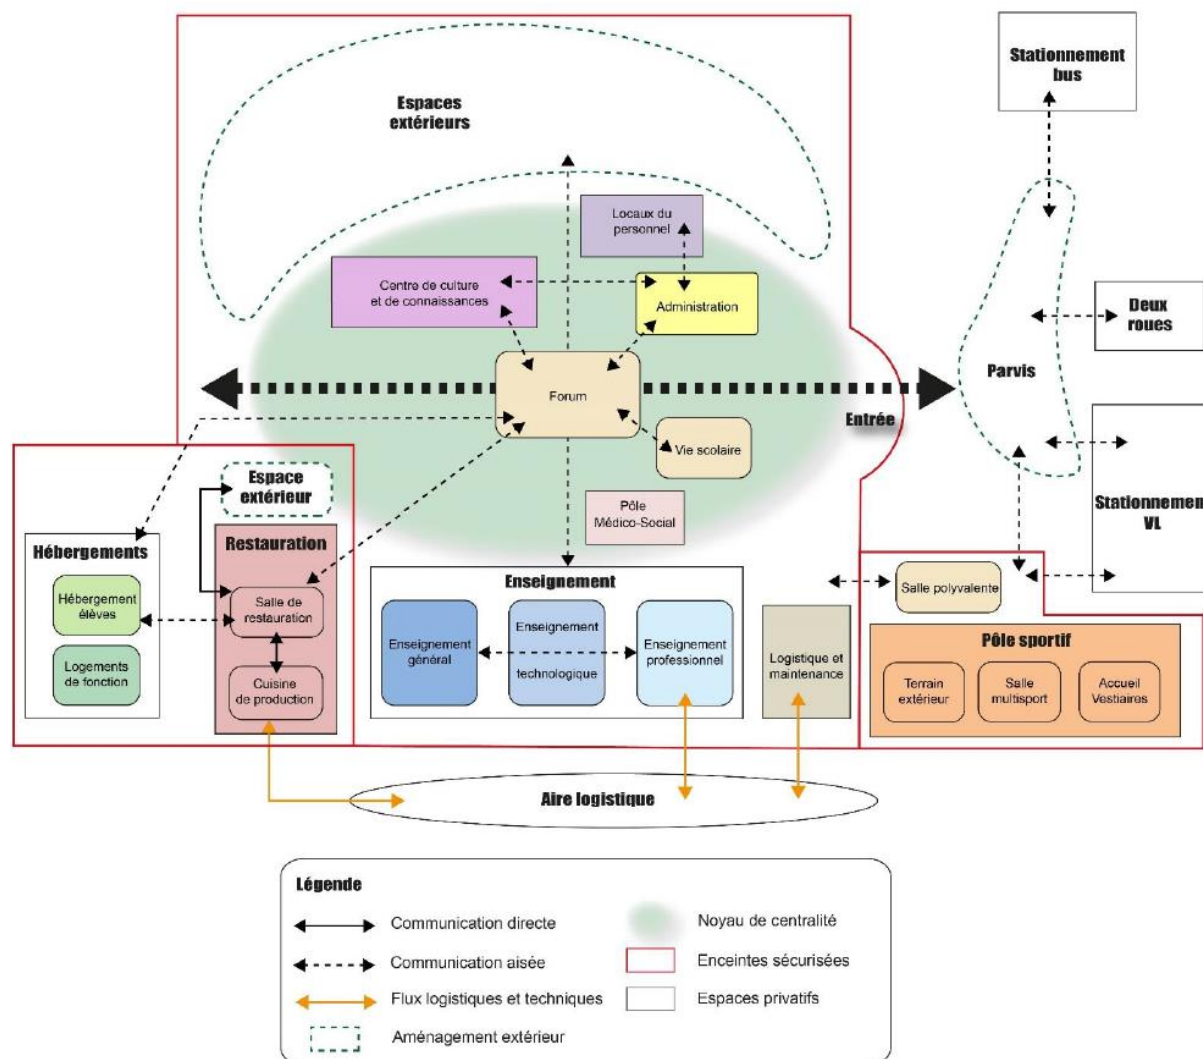 Stationnement
bus
Espaces
extérieurs
Locaux du
personnel
Centre de culture
et de connaissances
Administration
Deux
roues
Parvis
Forum
Entrée
Vie scolaire
Espace
extérieur
Pôle
Médico-Social
Stationnement
VL
Hébergements
Restauration
Enseignement
Hébergement
élèves
Salle de
restauration
Salle polyvalente
Enseignement
général
Enseignement
technologique
Enseignement
professionnel
Logistique et
maintenance
Pôle sportif
Logements
de fonction
Cuisine
de production
Terrain
extérieur
Salle
multisport
Accueil
Vestiaires
Aire logistique
Légende
Communication directe
Noyau de centralité
Communication aisée
Enceintes sécurisées
Flux logistiques et techniques
Espaces privatifs
Aménagement extérieur